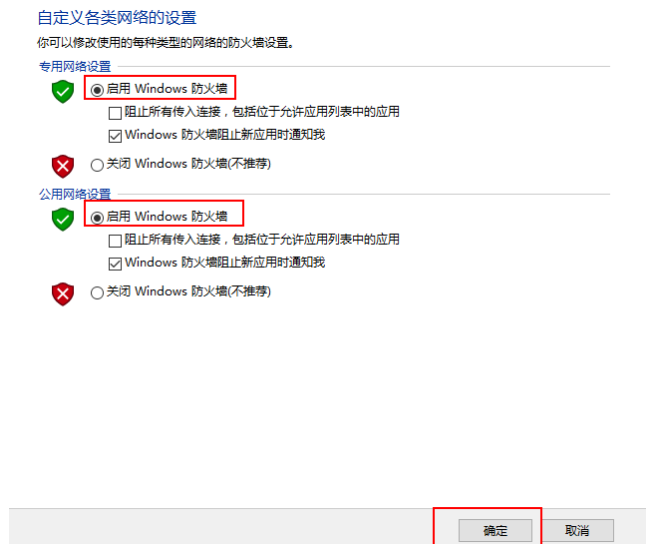 自定义各类网络的设置
你可以修改使用的每种类型的网络的防火墙设置。
专用网络设置
启用 Windows 防火墙
阻止所有传入连接，包括位于允许应用列表中的应用
Windows 防火墙阻止新应用时通知我
关闭 Windows 防火墙(不推荐)
公用网络设置
启用 Windows 防火墙
阻止所有传入连接，包括位于允许应用列表中的应用
Windows 防火墙阻止新应用时通知我
关闭 Windows 防火墙(不推荐)
确定 取消